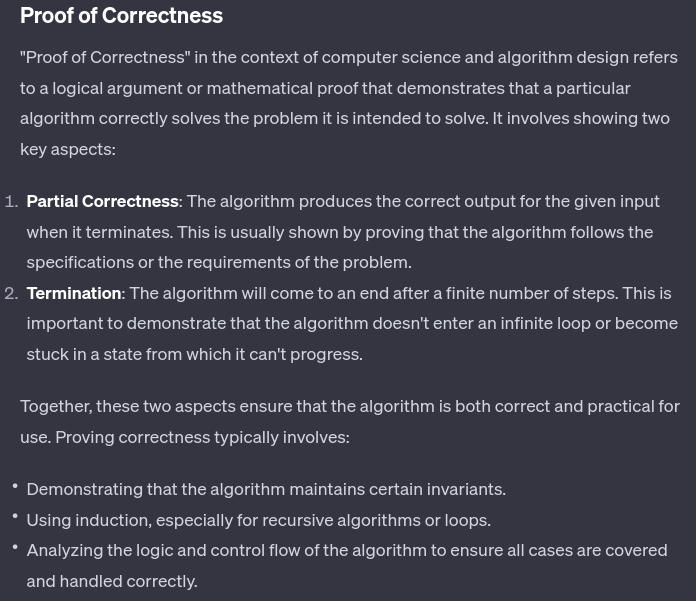 Proof of Correctness
"Proof of Correctness" in the context of computer science and algorithm design refers
to a logical argument or mathematical proof that demonstrates that a particular
algorithm correctly solves the problem it is intended to solve. It involves showing two
key aspects:
1. Partial Correctness: The algorithm produces the correct output for the given input
when it terminates. This is usually shown by proving that the algorithm follows the
specifications or the requirements of the problem.
2. Termination: The algorithm will come to an end after a finite number of steps. This is
important to demonstrate that the algorithm doesn't enter an infinite loop or become
stuck in a state from which it can't progress.
Together, these two aspects ensure that the algorithm is both correct and practical for
use. Proving correctness typically involves:
• Demonstrating that the algorithm maintains certain invariants.
• Using induction, especially for recursive algorithms or loops.
• Analyzing the logic and control flow of the algorithm to ensure all cases are covered
and handled correctly.